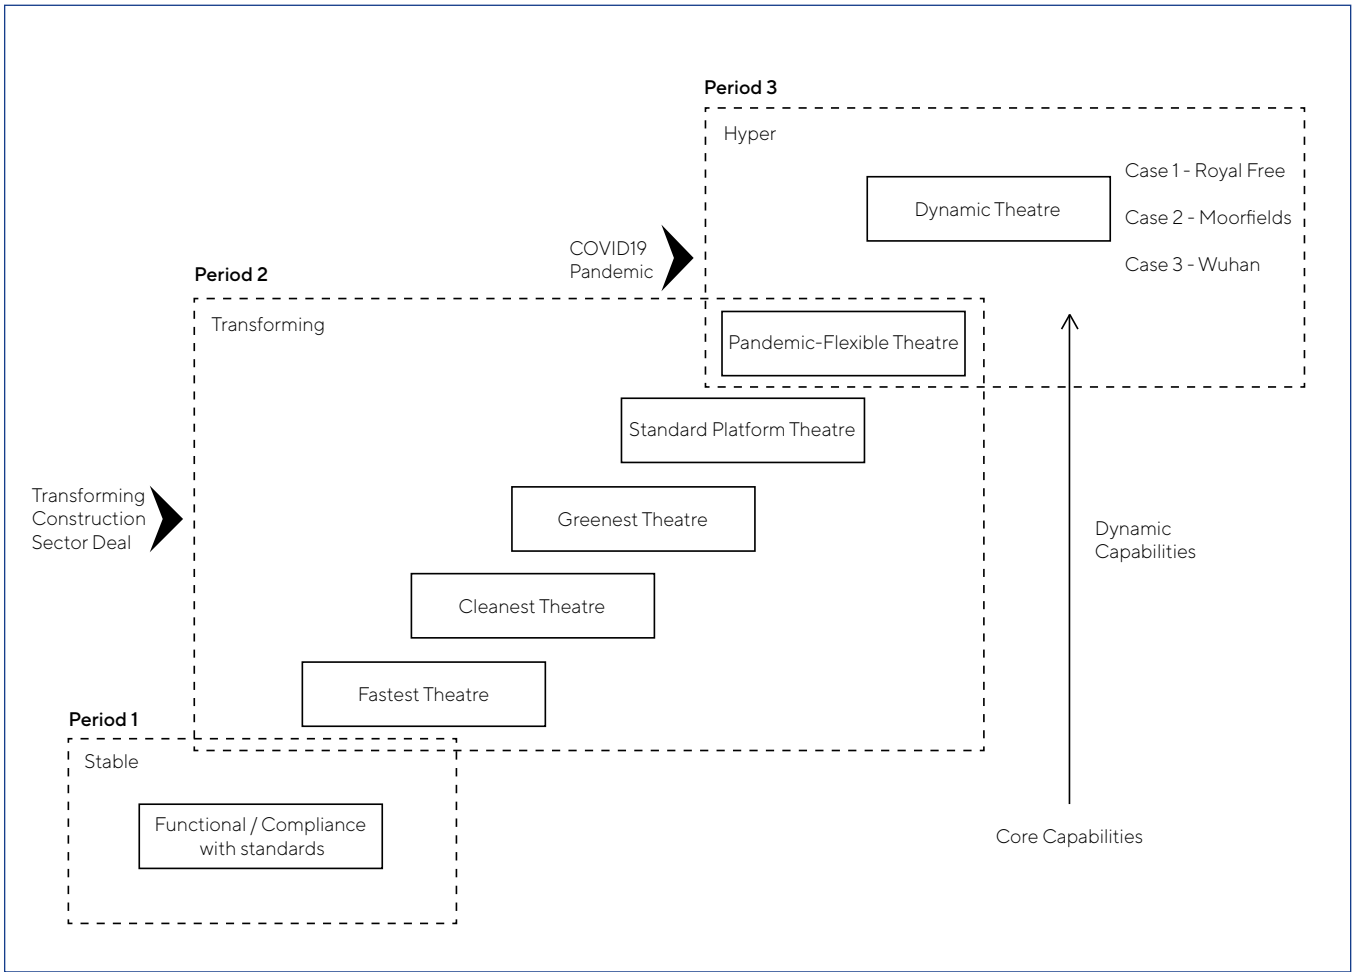 Period 3
Hyper
Case 1 - Royal Free
Dynamic Theatre
Case 2 - Moorfields
COVID19
Pandemic
Case 3 - Wuhan
Period 2
Transforming
Pandemic-Flexible Theatre
Standard Platform Theatre
Transforming
Construction
Sector Deal
Greenest Theatre
Dynamic
Capabilities
Cleanest Theatre
Fastest Theatre
Period 1
Stable
Functional / Compliance
with standards
Core Capabilities